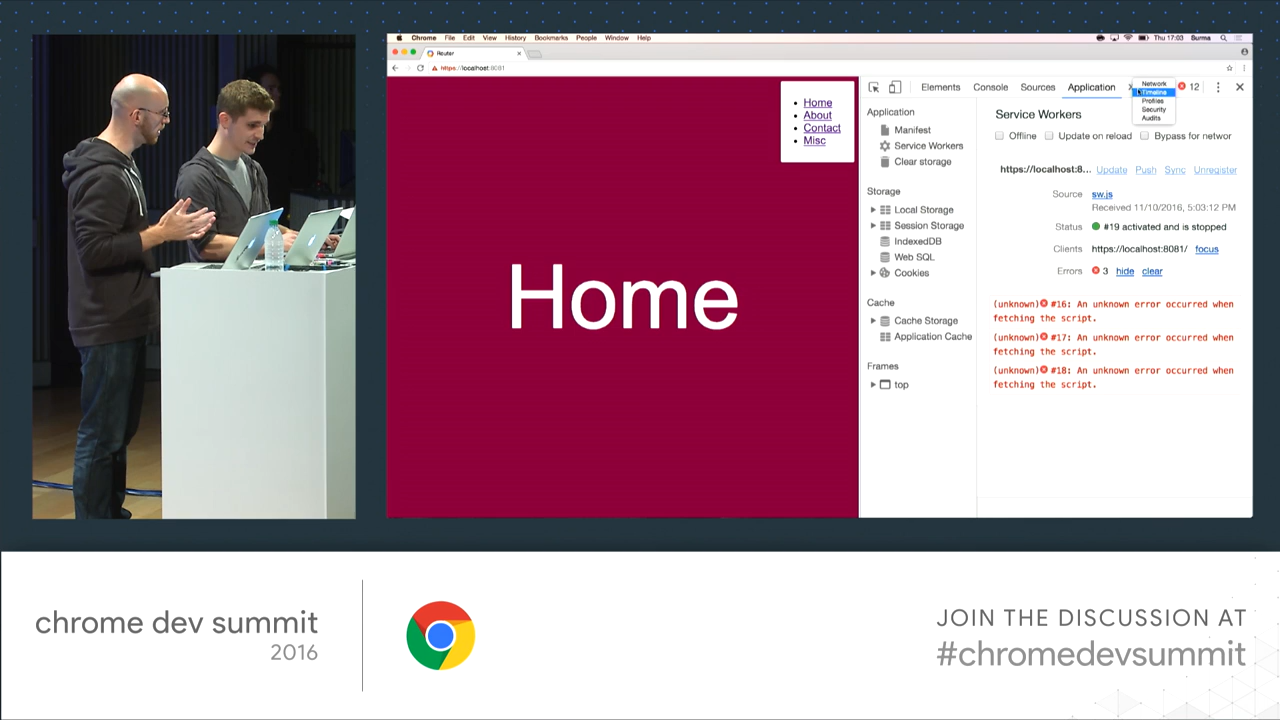 Chrome File Edit View History Bookmarks People Window Help
Thu 17:03 Surma
Router
https://localhost:8081
Home
About
Contact
Misc
Home
Elements Console Sources Application
12
Network
Timeline
Profiles
Security
Audits
Application
Manifest
Service Workers
Clear storage
Storage
Local Storage
Session Storage
IndexedDB
Web SQL
Cookies
Cache
Cache Storage
Application Cache
Frames
top
Service Workers
Offline Update on reload Bypass for networ
https://localhost:8... Update Push Sync Unregister
Source sw.js
Received 11/10/2016, 5:03:12 PM
Status #19 activated and is stopped
Clients https://localhost:8081/ focus
Errors 3 hide clear
(unknown) #16: An unknown error occurred when
fetching the script.
(unknown) #17: An unknown error occurred when
fetching the script.
(unknown) #18: An unknown error occurred when
fetching the script.
chrome dev summit
2016
JOIN THE DISCUSSION AT
#chromedevsummit